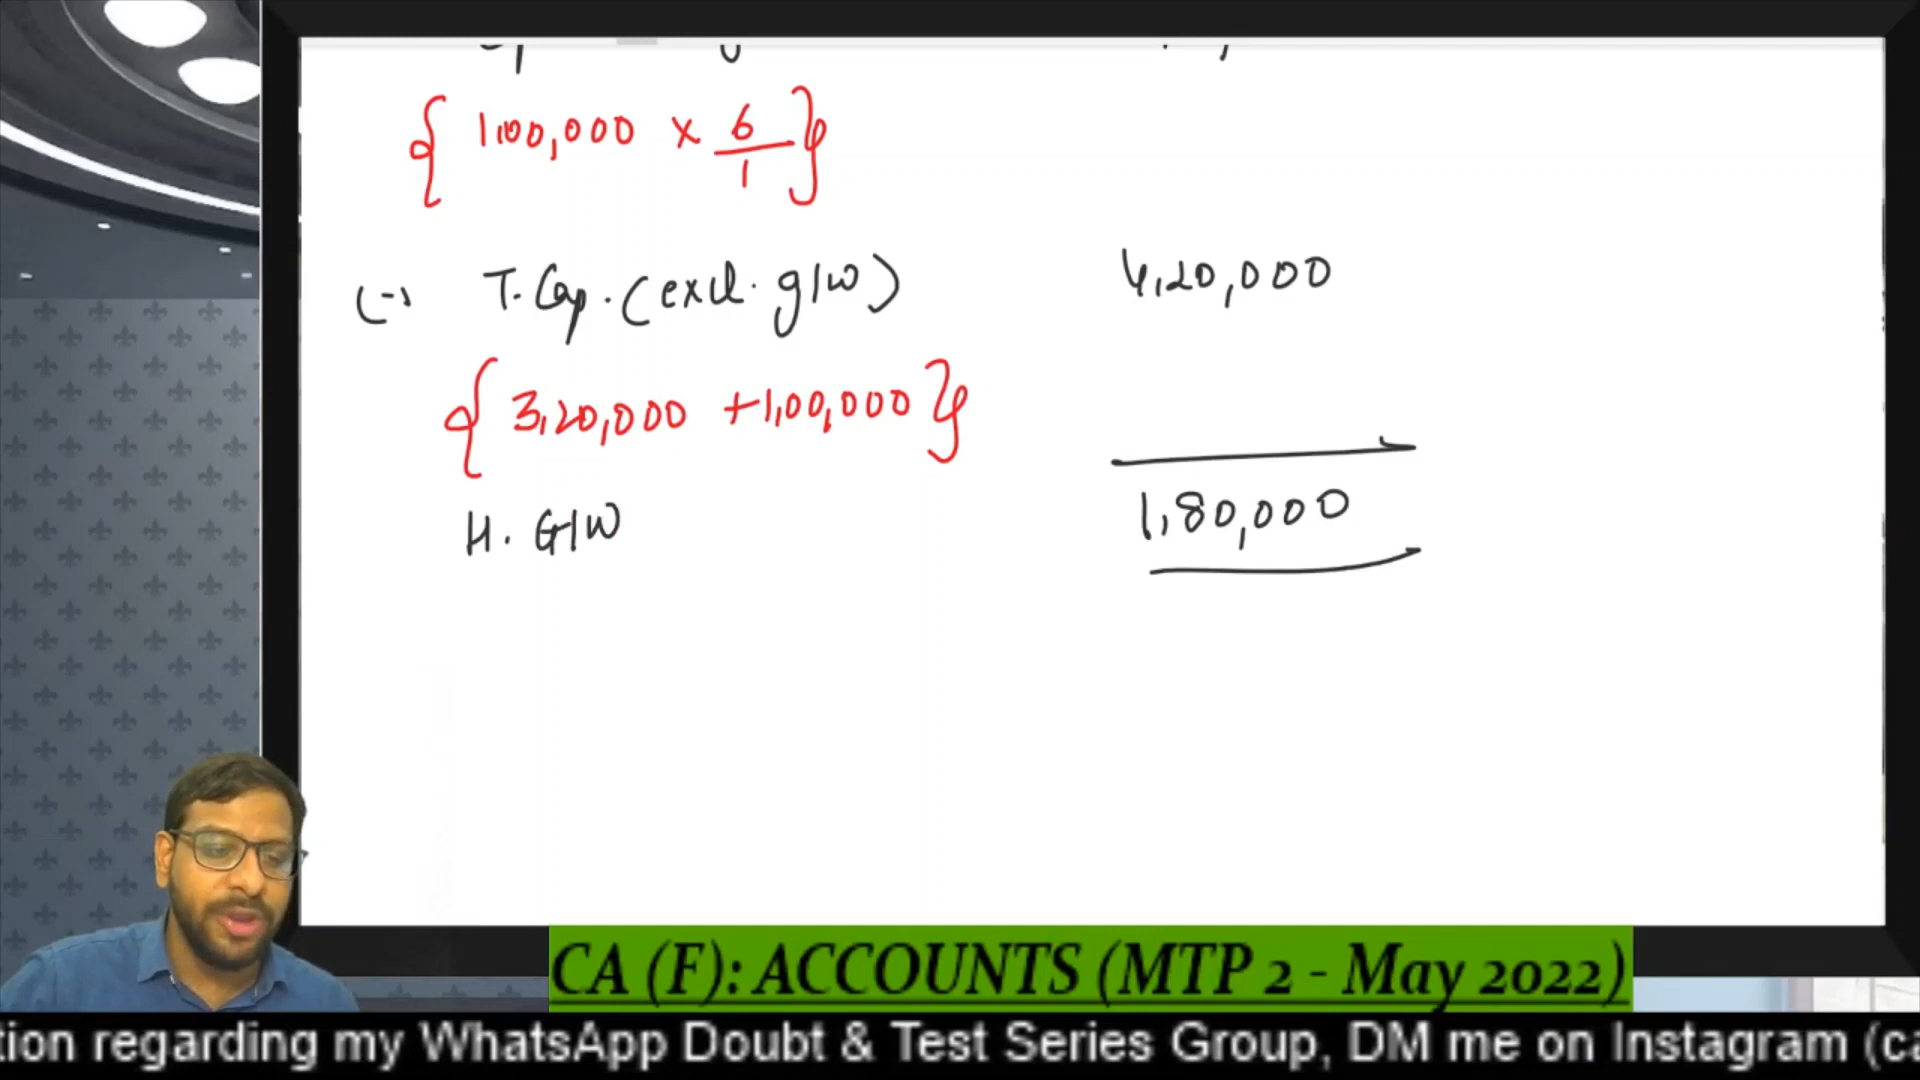 { 1,00,000 x 6/1 }
(-) T. Cap. (excl. g/w) 4,20,000
{ 3,20,000 + 1,00,000 }
H. G/W 1,80,000
CA (F): ACCOUNTS (MTP 2 - May 2022)
tion regarding my WhatsApp Doubt & Test Series Group, DM me on Instagram (ca